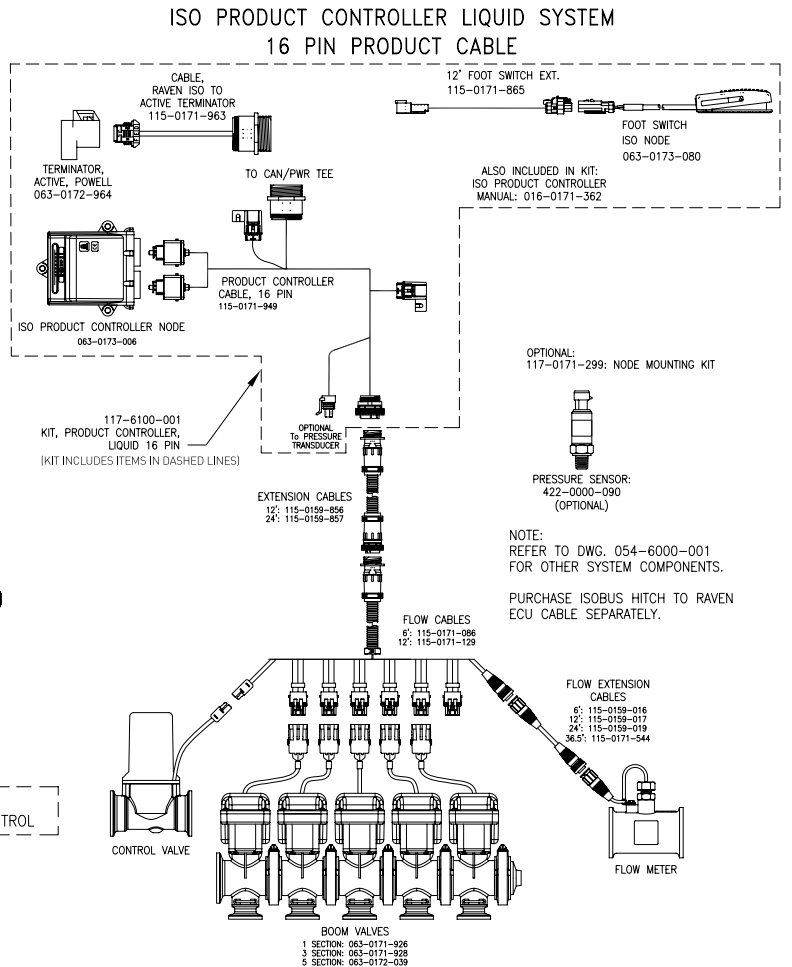 ISO PRODUCT CONTROLLER LIQUID SYSTEM
16 PIN PRODUCT CABLE
CABLE,
RAVEN ISO TO
ACTIVE TERMINATOR
115-0171-963
TERMINATOR,
ACTIVE, POWELL
063-0172-964
12' FOOT SWITCH EXT.
115-0171-865
FOOT SWITCH
ISO NODE
063-0173-080
TO CAN/PWR TEE
ALSO INCLUDED IN KIT:
ISO PRODUCT CONTROLLER
MANUAL: 016-0171-362
PRODUCT CONTROLLER
CABLE, 16 PIN
115-0171-949
ISO PRODUCT CONTROLLER NODE
063-0173-006
OPTIONAL:
117-0171-299: NODE MOUNTING KIT
117-6100-001
KIT, PRODUCT CONTROLLER,
LIQUID 16 PIN
(KIT INCLUDES ITEMS IN DASHED LINES)
OPTIONAL
To PRESSURE
TRANSDUCER
PRESSURE SENSOR:
422-0000-090
(OPTIONAL)
EXTENSION CABLES
12': 115-0159-856
24': 115-0159-857
NOTE:
REFER TO DWG. 054-6000-001
FOR OTHER SYSTEM COMPONENTS.
PURCHASE ISOBUS HITCH TO RAVEN
ECU CABLE SEPARATELY.
FLOW CABLES
6': 115-0171-086
12': 115-0171-129
FLOW EXTENSION
CABLES
6': 115-0159-016
12': 115-0159-017
24': 115-0159-019
36.5': 115-0171-544
TROL
CONTROL VALVE
FLOW METER
BOOM VALVES
1 SECTION: 063-0171-926
3 SECTION: 063-0171-928
5 SECTION: 063-0172-039